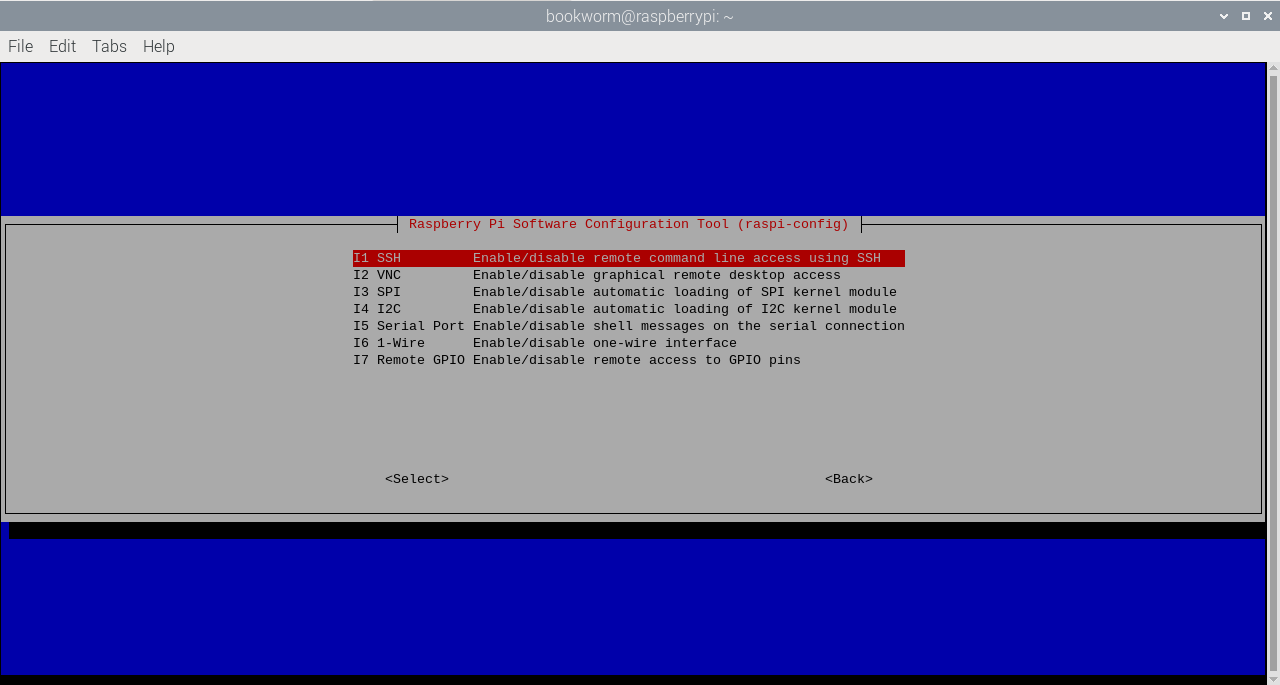 bookworm@raspberrypi: ~
File Edit Tabs Help
Raspberry Pi Software Configuration Tool (raspi-config)
I1 SSH         Enable/disable remote command line access using SSH
I2 VNC         Enable/disable graphical remote desktop access
I3 SPI         Enable/disable automatic loading of SPI kernel module
I4 I2C         Enable/disable automatic loading of I2C kernel module
I5 Serial Port Enable/disable shell messages on the serial connection
I6 1-Wire      Enable/disable one-wire interface
I7 Remote GPIO Enable/disable remote access to GPIO pins
<Select> <Back>